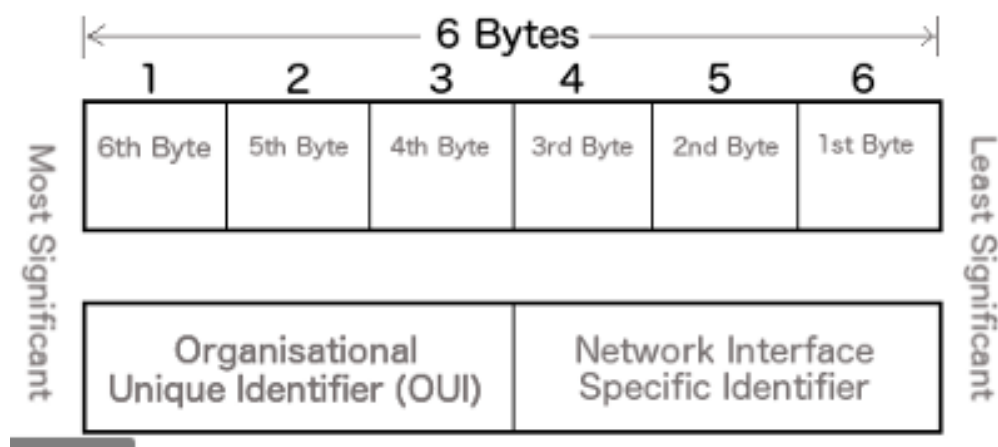 6 Bytes
1 2 3 4 5 6
6th Byte 5th Byte 4th Byte 3rd Byte 2nd Byte 1st Byte
Most Significant
Least Significant
Organisational
Unique Identifier (OUI)
Network Interface
Specific Identifier